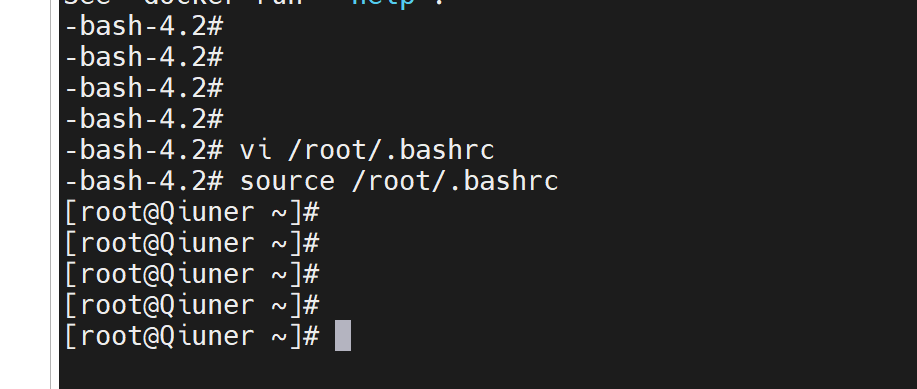 -bash-4.2#
-bash-4.2#
-bash-4.2#
-bash-4.2#
-bash-4.2# vi /root/.bashrc
-bash-4.2# source /root/.bashrc
[root@Qiuner ~]#
[root@Qiuner ~]#
[root@Qiuner ~]#
[root@Qiuner ~]#
[root@Qiuner ~]#